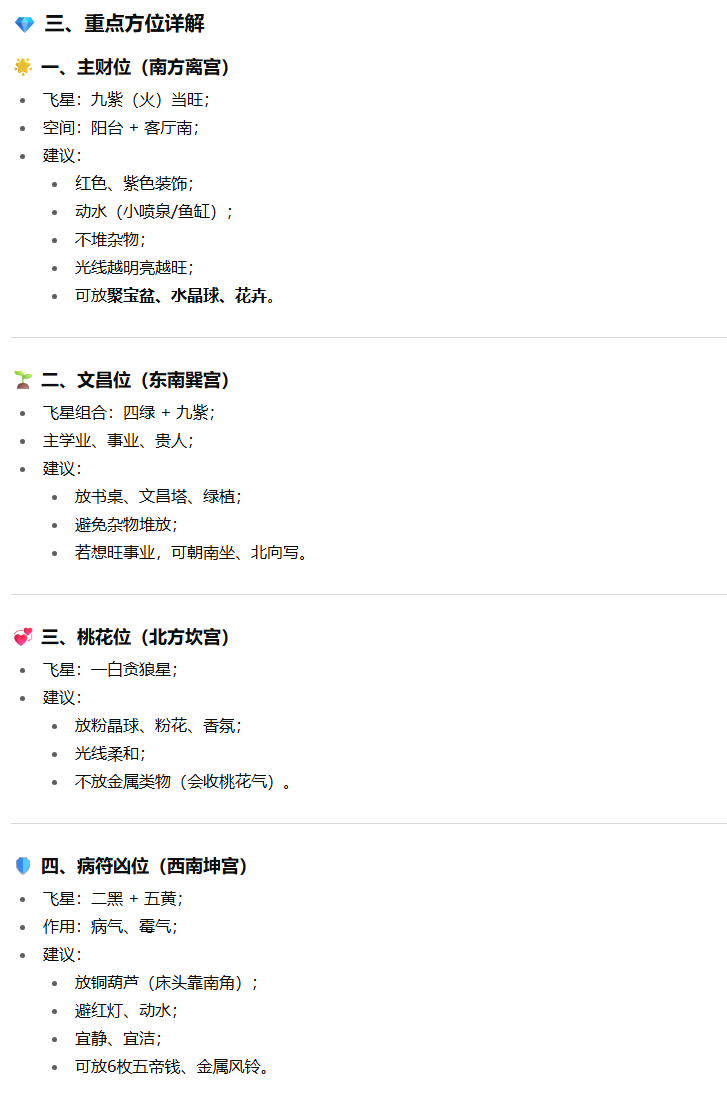 三、重点方位详解
一、主财位（南方离宫）
飞星：九紫（火）当旺；
空间：阳台 + 客厅南；
建议：
红色、紫色装饰；
动水（小喷泉/鱼缸）；
不堆杂物；
光线越明亮越旺；
可放聚宝盆、水晶球、花卉。
二、文昌位（东南巽宫）
飞星组合：四绿 + 九紫；
主学业、事业、贵人；
建议：
放书桌、文昌塔、绿植；
避免杂物堆放；
若想旺事业，可朝南坐、北向写。
三、桃花位（北方坎宫）
飞星：一白贪狼星；
建议：
放粉晶球、粉花、香氛；
光线柔和；
不放金属类物（会收桃花气）。
四、病符凶位（西南坤宫）
飞星：二黑 + 五黄；
作用：病气、霉气；
建议：
放铜葫芦（床头靠南角）；
避红灯、动水；
宜静、宜洁；
可放6枚五帝钱、金属风铃。